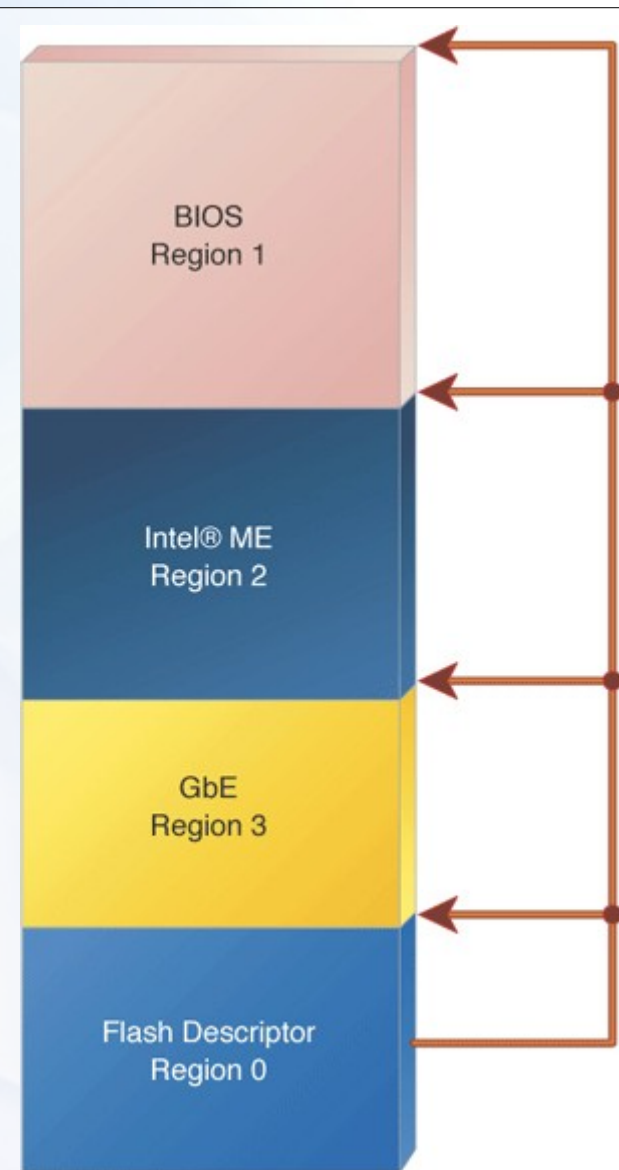 BIOS
Region 1
Intel® ME
Region 2
GbE
Region 3
Flash Descriptor
Region 0